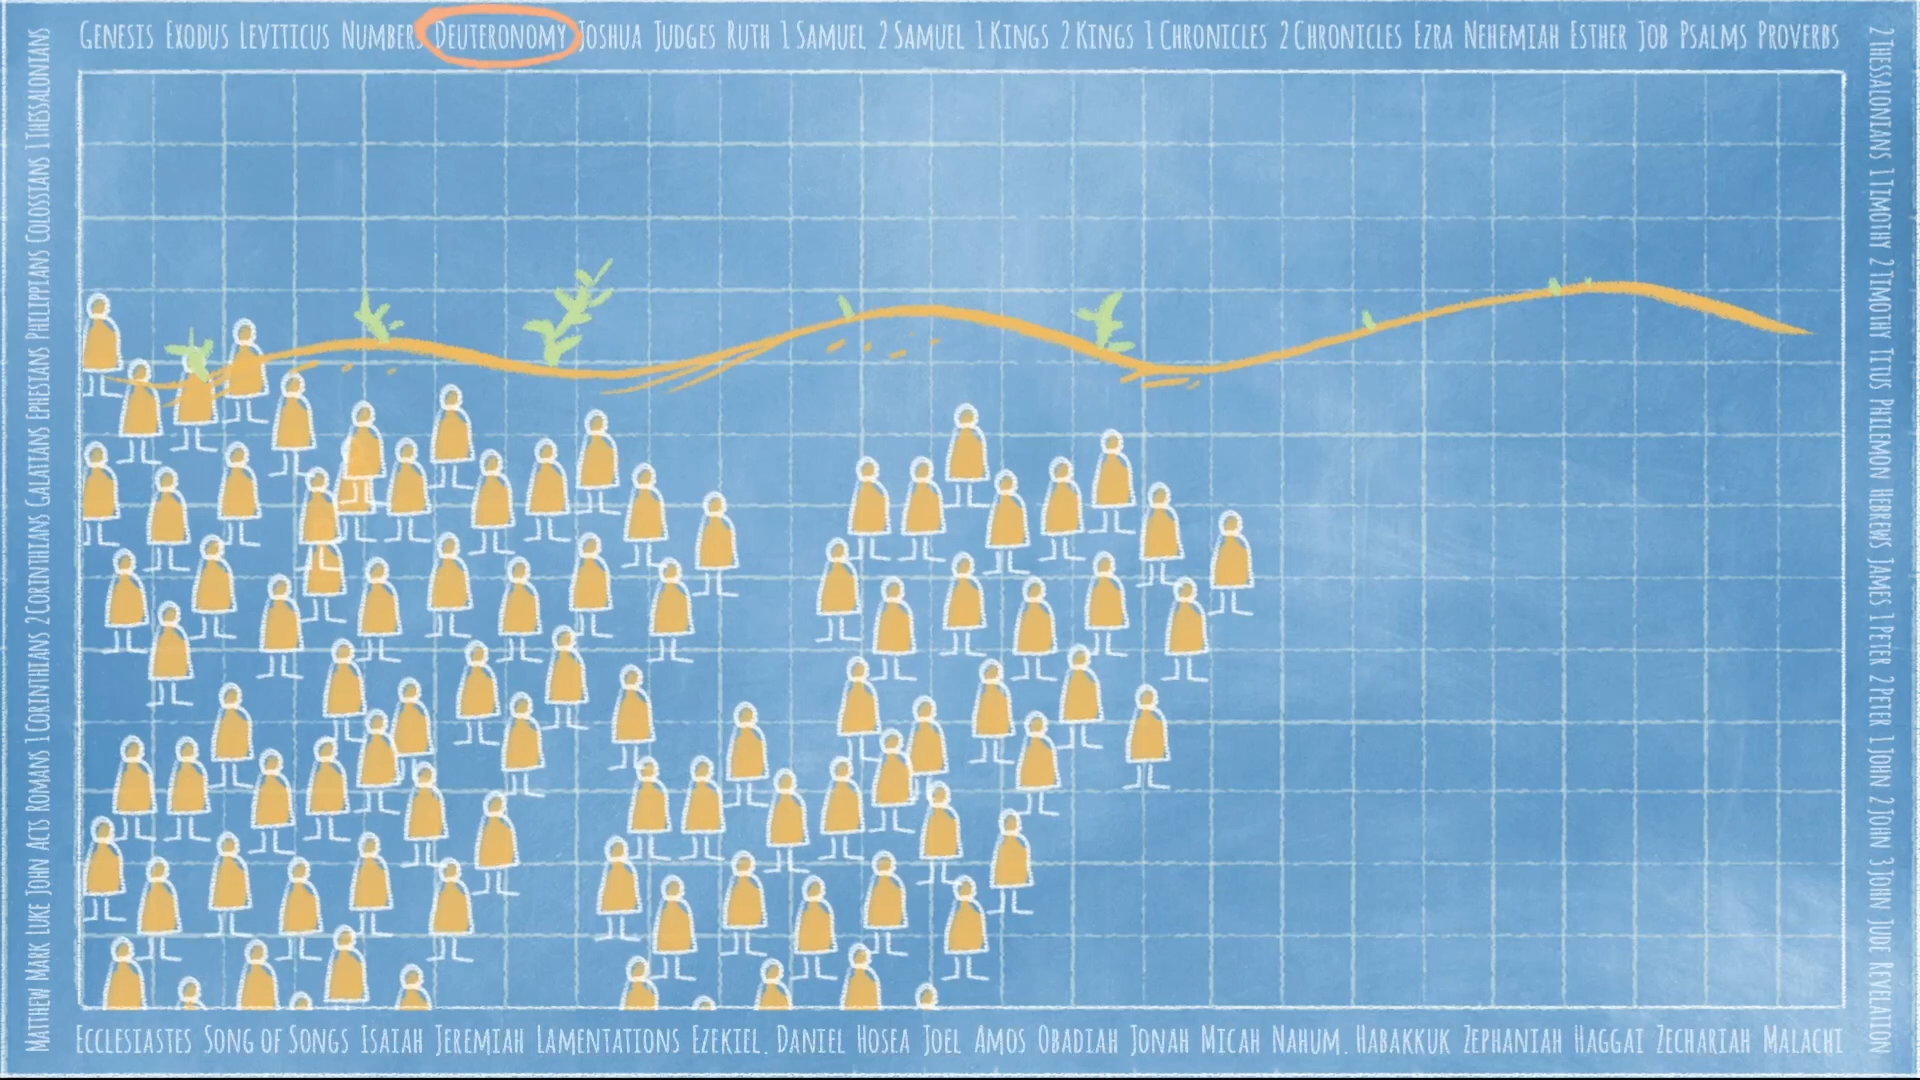 Genesis Exodus Leviticus Numbers Deuteronomy Joshua Judges Ruth 1 Samuel 2 Samuel 1 Kings 2 Kings 1 Chronicles 2 Chronicles Ezra Nehemiah Esther Job Psalms Proverbs
Ecclesiastes Song of Songs Isaiah Jeremiah Lamentations Ezekiel. Daniel Hosea Joel Amos Obadiah Jonah Micah Nahum. Habakkuk Zephaniah Haggai Zechariah Malachi
Matthew Mark Luke John Acts Romans 1 Corinthians 2 Corinthians Galatians Ephesians Philippians Colossians 1 Thessalonians
2 Thessalonians 1 Timothy 2 Timothy Titus Philemon Hebrews James 1 Peter 2 Peter 1 John 2 John 3 John Jude Revelation